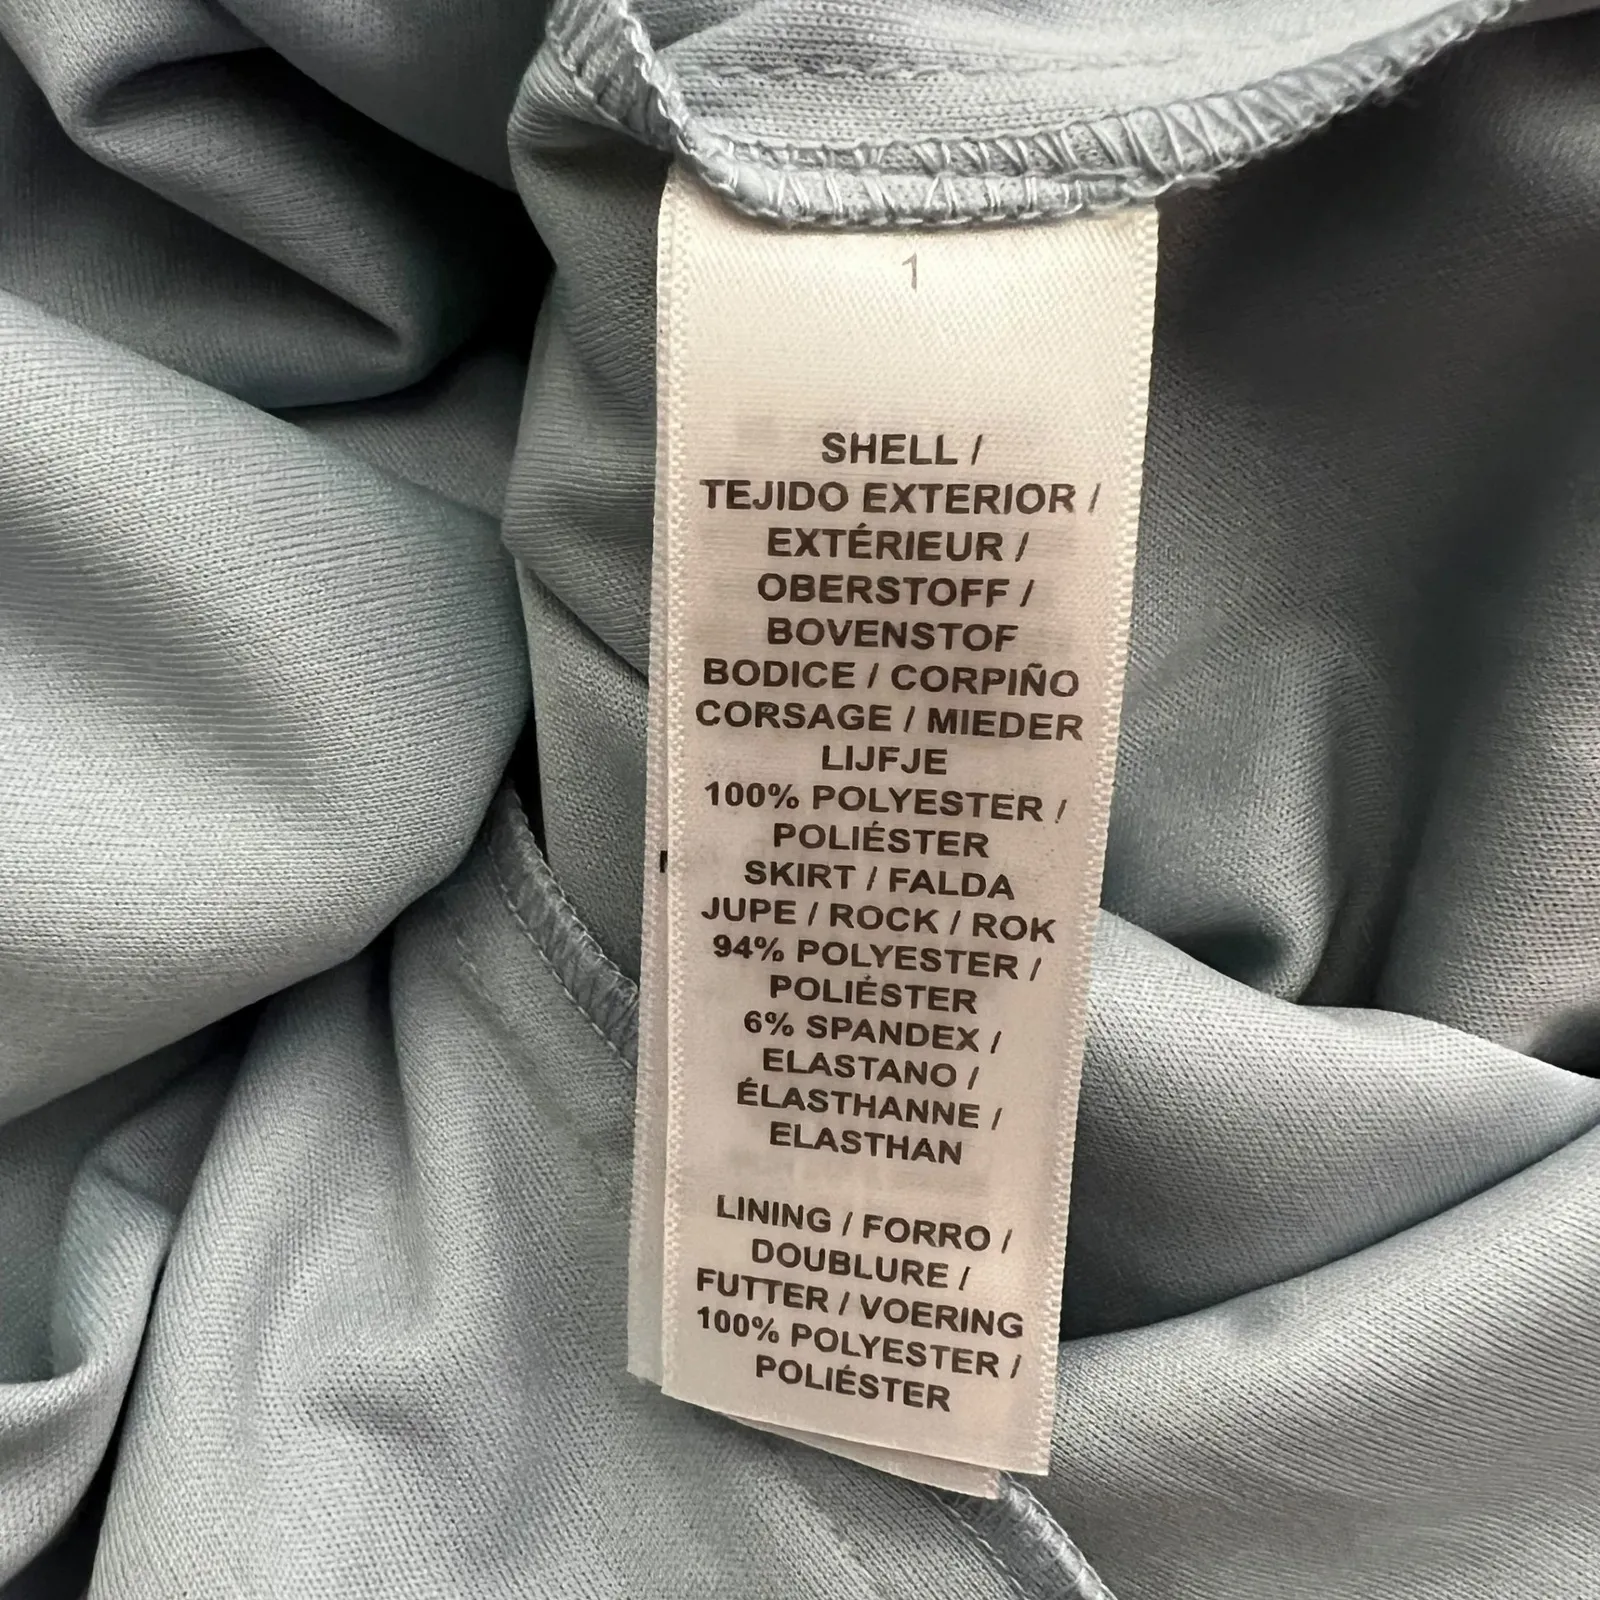 1
SHELL /
TEJIDO EXTERIOR /
EXTÉRIEUR /
OBERSTOFF /
BOVENSTOF
BODICE / CORPIÑO
CORSAGE / MIEDER
LIJFJE
100% POLYESTER /
POLIÉSTER
SKIRT / FALDA
JUPE / ROCK / ROK
94% POLYESTER /
POLIÉSTER
6% SPANDEX /
ELASTANO /
ÉLASTHANNE /
ELASTHAN
LINING / FORRO /
DOUBLURE /
FUTTER / VOERING
100% POLYESTER /
POLIÉSTER